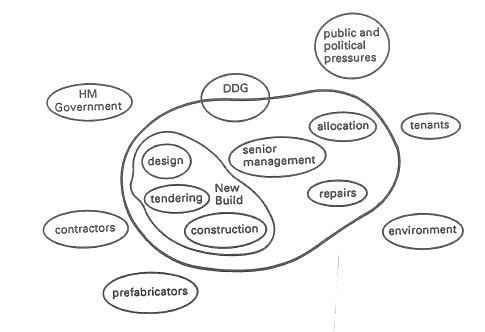 public and
political
pressures
HM
Government
DDG
allocation
tenants
design
senior
management
tendering
New
Build
repairs
contractors
construction
environment
prefabricators